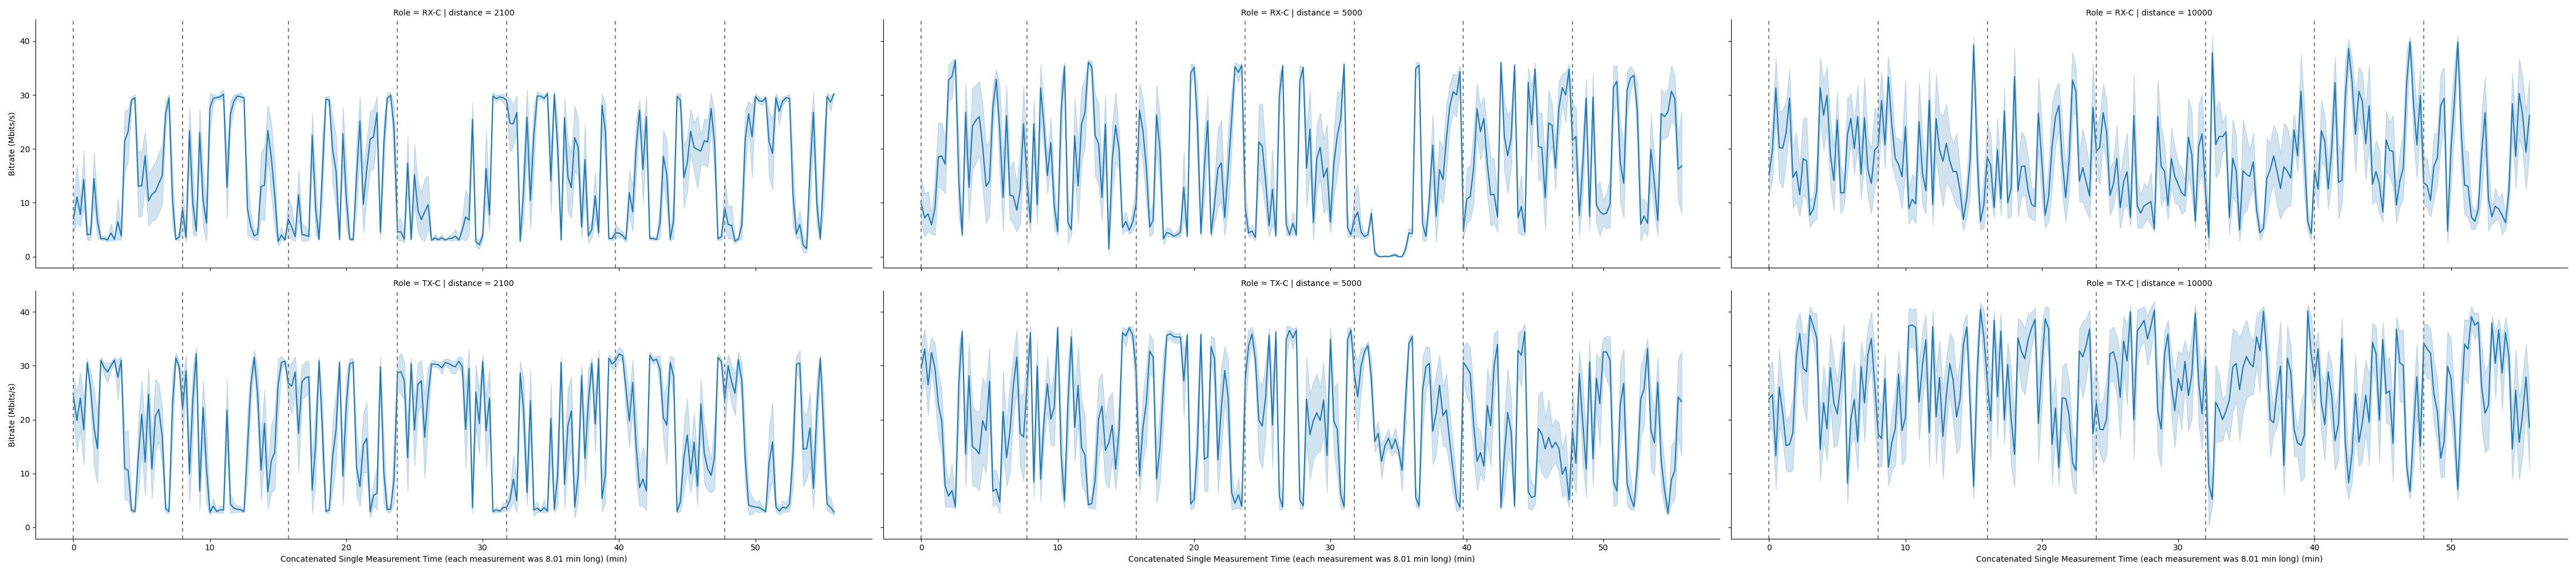 Role = RX-C | distance = 2100
Role = RX-C | distance = 5000
Role = RX-C | distance = 10000
Bitrate (Mbits/s)
40
30
20
10
0
Role = TX-C | distance = 2100
Role = TX-C | distance = 5000
Role = TX-C | distance = 10000
Bitrate (Mbits/s)
40
30
20
10
0
0 10 20 30 40 50
0 10 20 30 40 50
0 10 20 30 40 50
Concatenated Single Measurement Time (each measurement was 8.01 min long) (min)
Concatenated Single Measurement Time (each measurement was 8.01 min long) (min)
Concatenated Single Measurement Time (each measurement was 8.01 min long) (min)